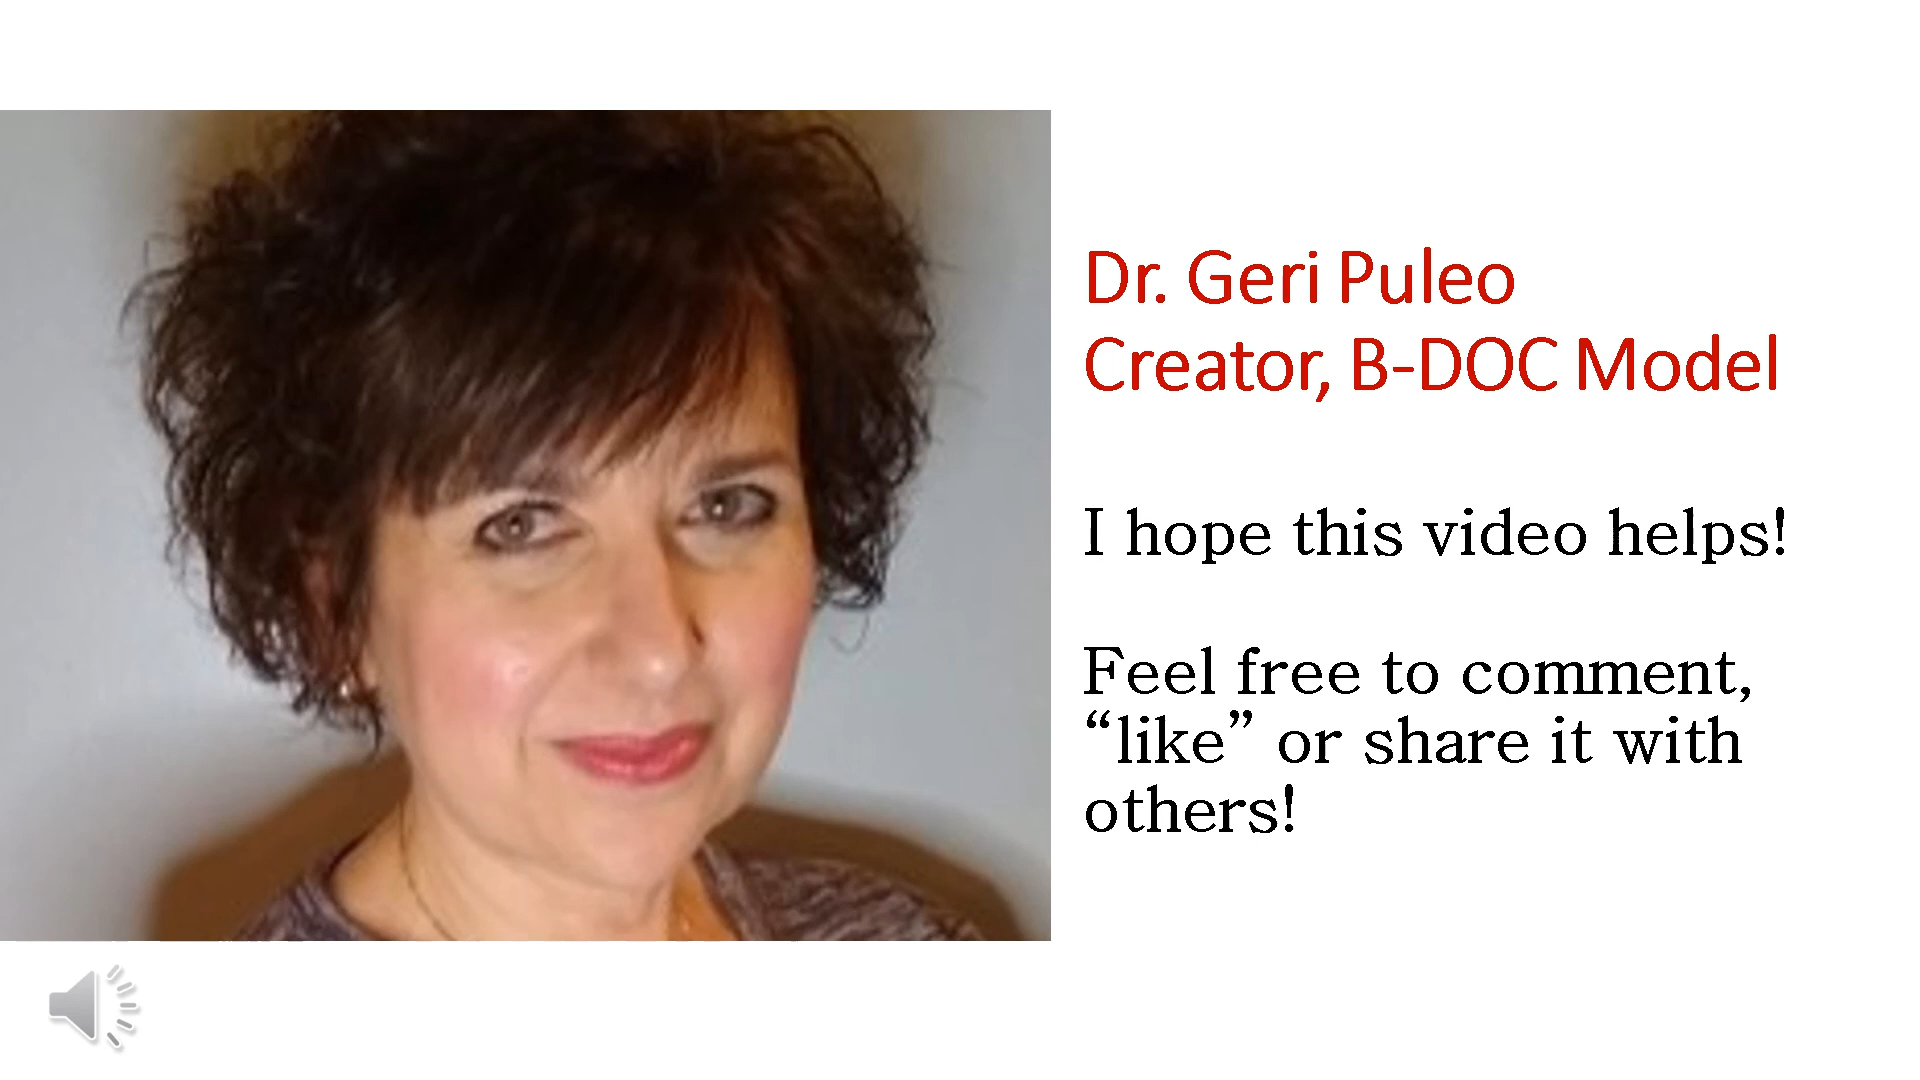 Dr. Geri Puleo
Creator, B-DOC Model
I hope this video helps!
Feel free to comment,
“like” or share it with
others!